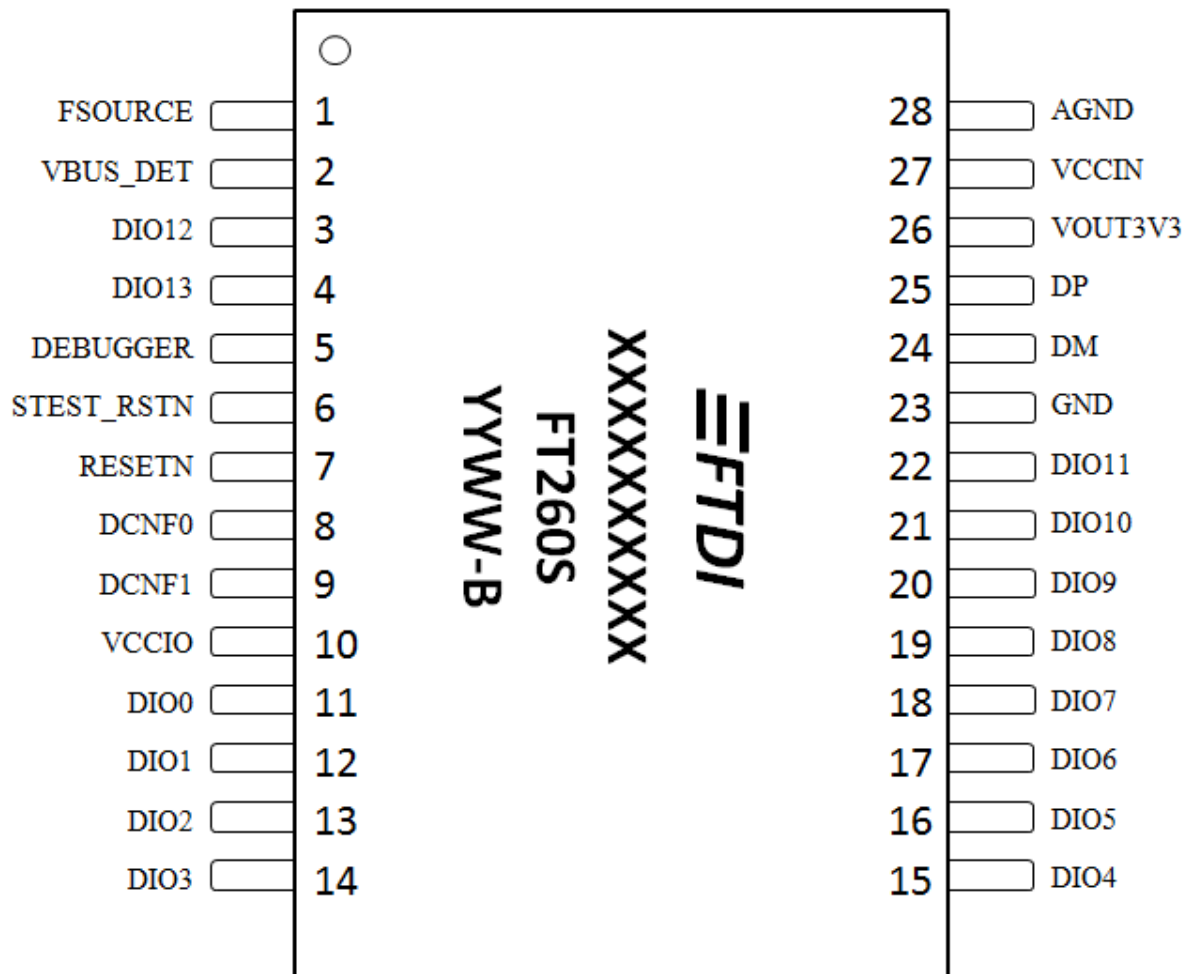 FSOURCE 1 28 AGND
VBUS_DET 2 27 VCCIN
DIO12 3 26 VOUT3V3
DIO13 4 25 DP
DEBUGGER 5 24 DM
STEST_RSTN 6 23 GND
RESETN 7 22 DIO11
DCNF0 8 21 DIO10
DCNF1 9 20 DIO9
VCCIO 10 19 DIO8
DIO0 11 18 DIO7
DIO1 12 17 DIO6
DIO2 13 16 DIO5
DIO3 14 15 DIO4
FTDI
XXXXXXXXXX
FT260S
YYWW-B